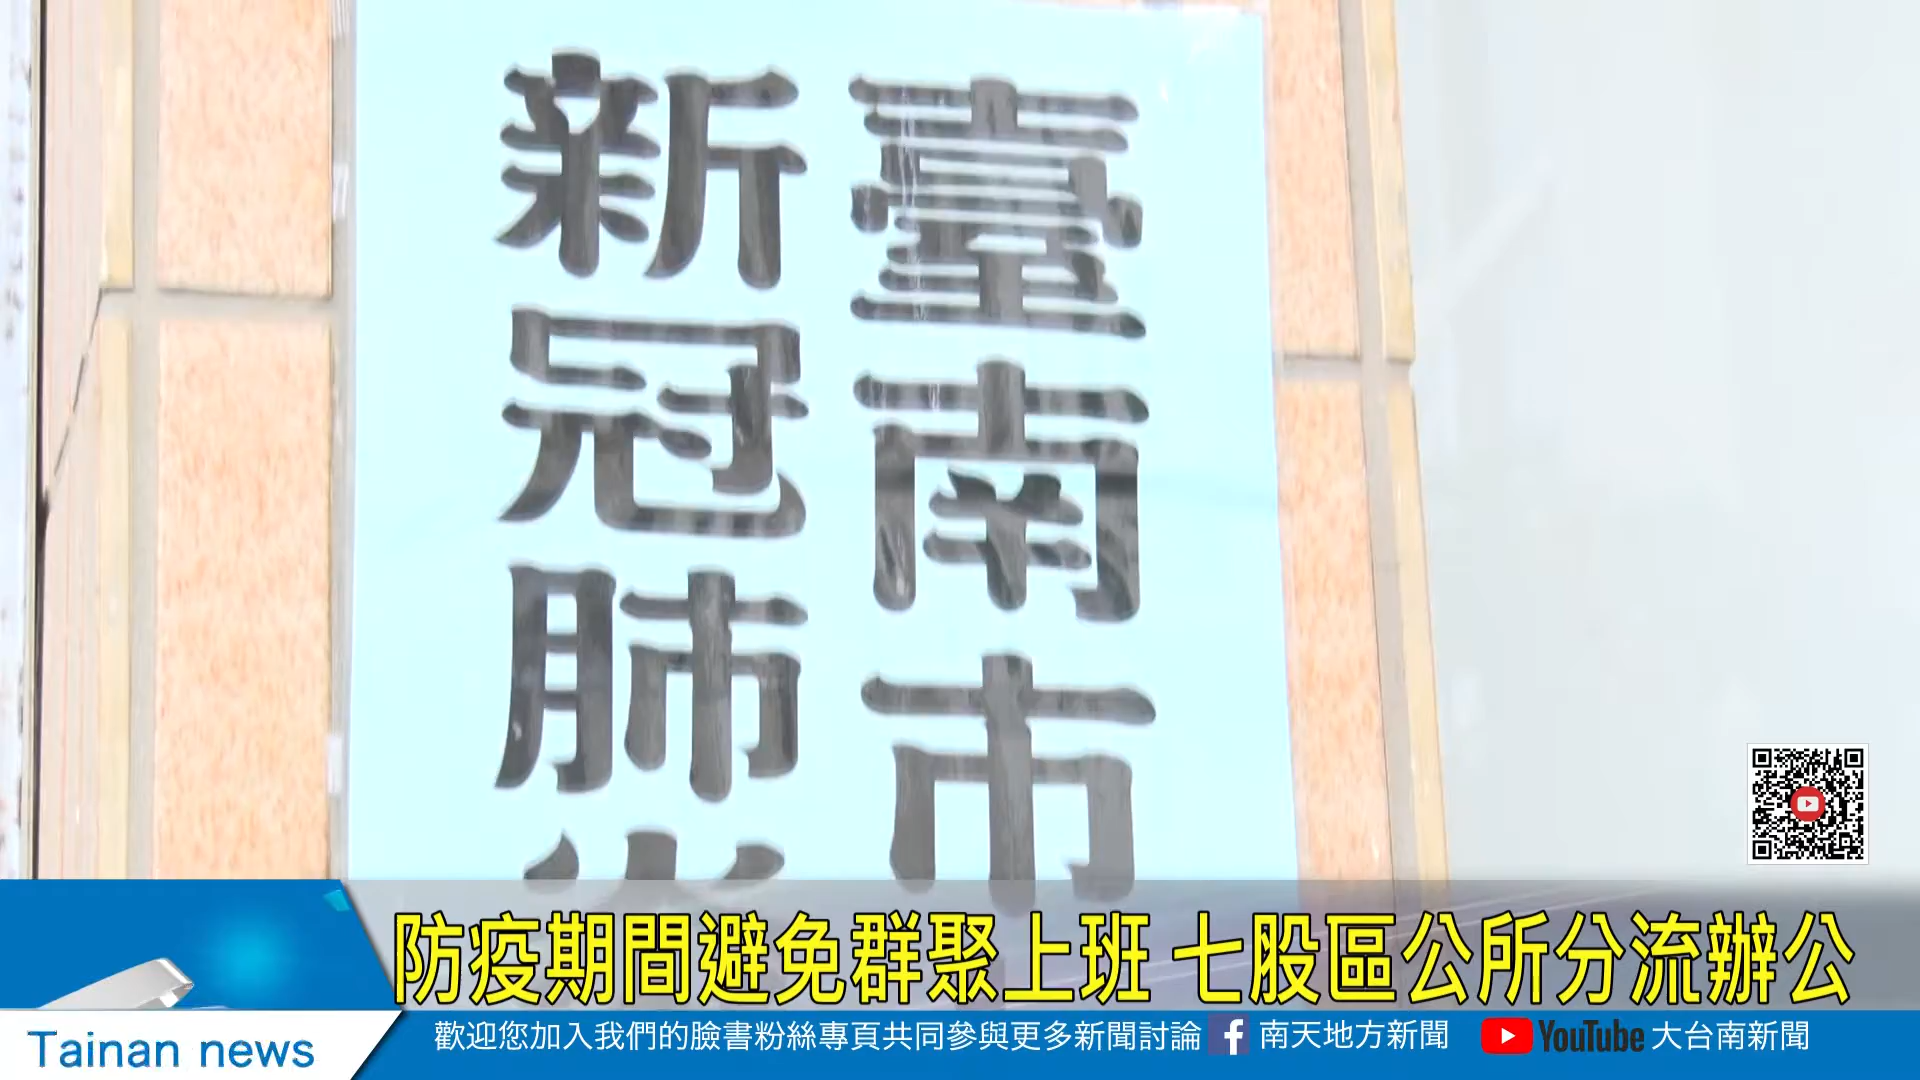 臺南市
新冠肺炎
防疫期間避免群聚上班 七股區公所分流辦公
Tainan news
歡迎您加入我們的臉書粉絲專頁共同參與更多新聞討論 f 南天地方新聞 YouTube 大台南新聞